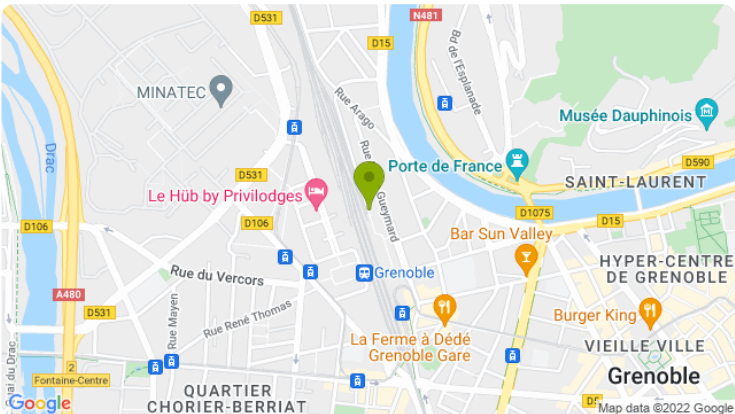 D531
N481
D15
Bd de l'Esplanade
MINATEC
Rue Arago
Musée Dauphinois
Drac
Porte de France
D590
D531
SAINT-LAURENT
Le Hüb by Privilodges
Rue
Gueymard
D106
D106
D1075
D15
Bar Sun Valley
HYPER-CENTRE
DE GRENOBLE
Rue du Vercors
Grenoble
A480
D531
Rue Mayen
Rue René Thomas
Burger King
La Ferme à Dédé
Grenoble Gare
VIEILLE VILLE
2
Fontaine-Centre
Grenoble
QUARTIER
CHORIER-BERRIAT
du Drac
Google
Map data ©2022 Google